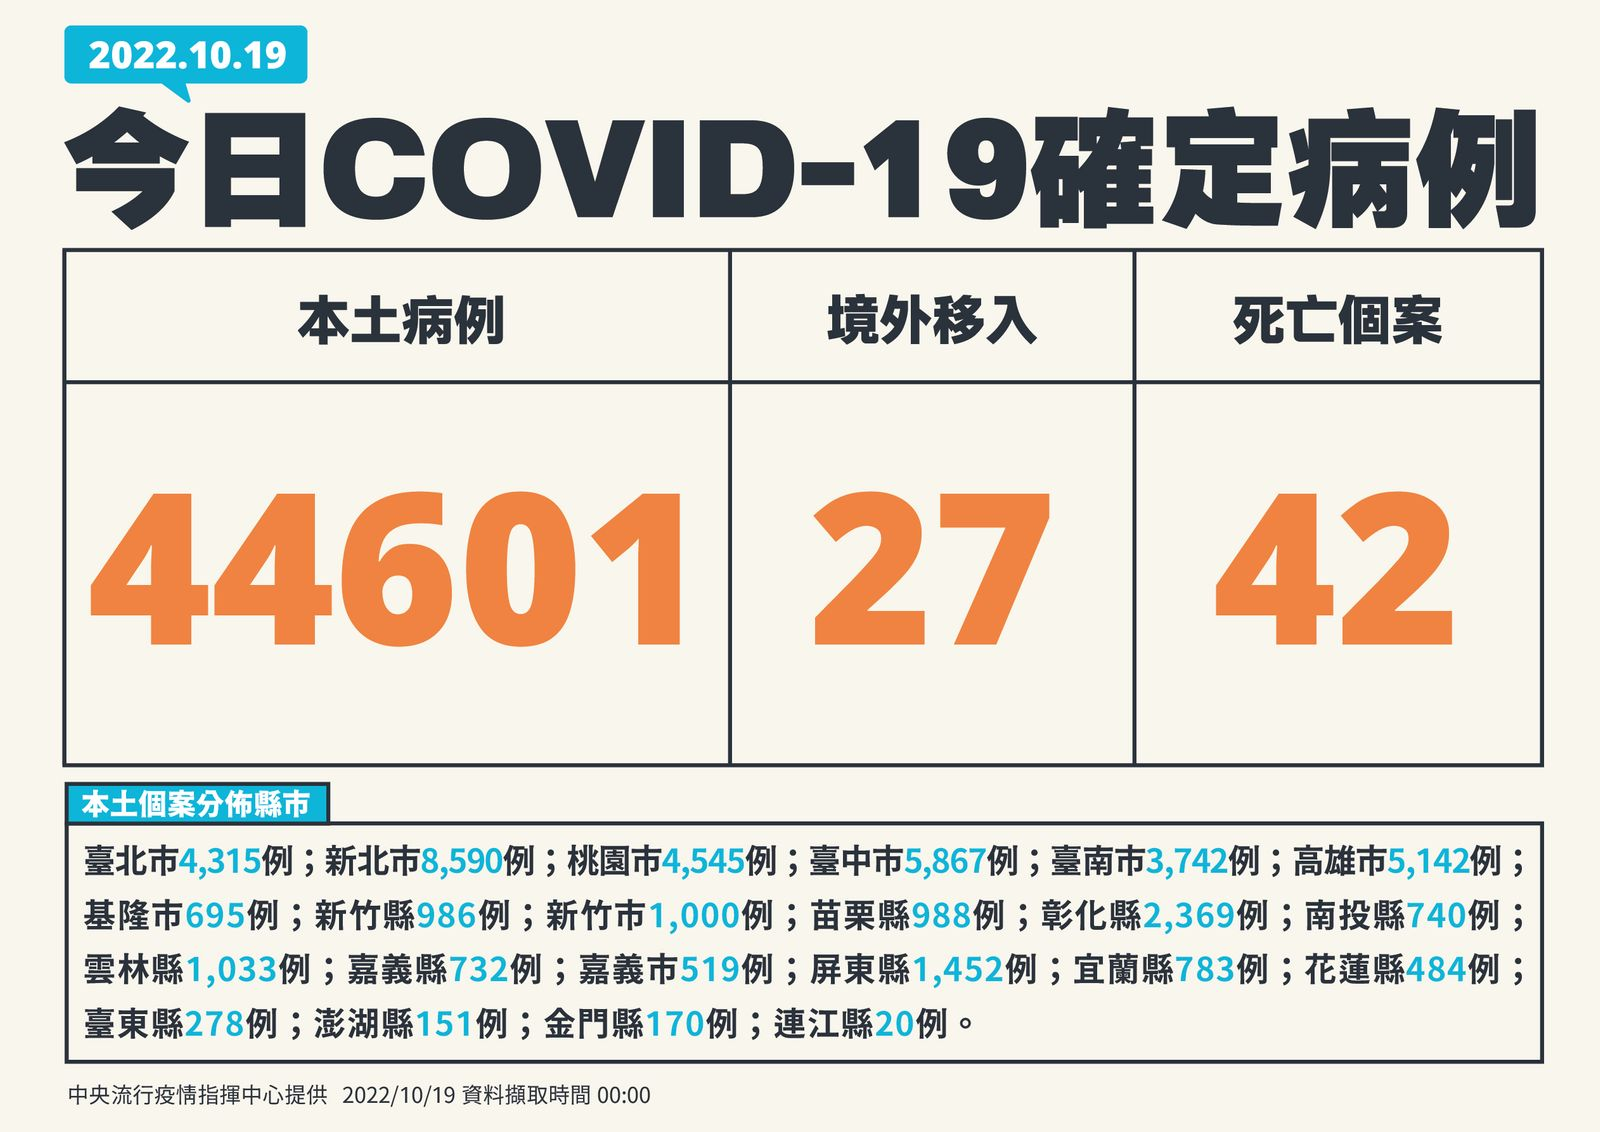 2022.10.19
今日COVID-19確定病例
本土病例 境外移入 死亡個案
44601 27 42
本土個案分佈縣市
臺北市4,315例；新北市8,590例；桃園市4,545例；臺中市5,867例；臺南市3,742例；高雄市5,142例；
基隆市695例；新竹縣986例；新竹市1,000例；苗栗縣988例；彰化縣2,369例；南投縣740例；
雲林縣1,033例；嘉義縣732例；嘉義市519例；屏東縣1,452例；宜蘭縣783例；花蓮縣484例；
臺東縣278例；澎湖縣151例；金門縣170例；連江縣20例。
中央流行疫情指揮中心提供 2022/10/19 資料擷取時間 00:00